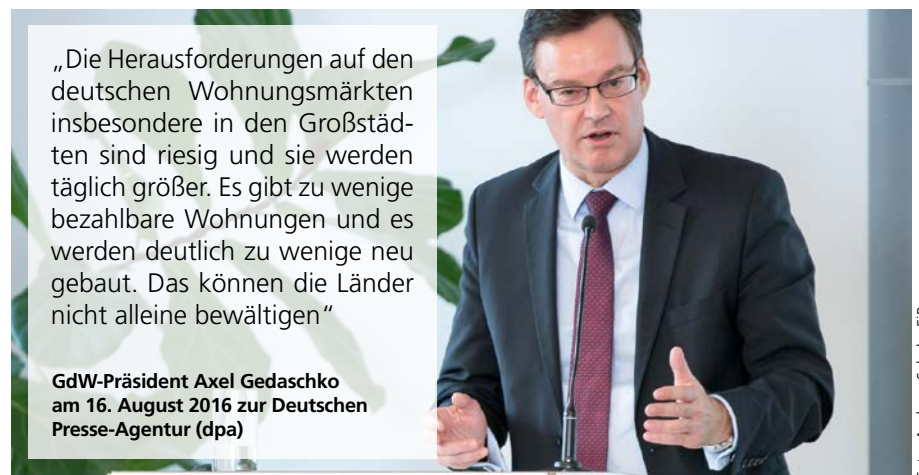 „Die Herausforderungen auf den
deutschen Wohnungsmärkten
insbesondere in den Großstäd-
ten sind riesig und sie werden
täglich größer. Es gibt zu wenige
bezahlbare Wohnungen und es
werden deutlich zu wenige neu
gebaut. Das können die Länder
nicht alleine bewältigen“
GdW-Präsident Axel Gedaschko
am 16. August 2016 zur Deutschen
Presse-Agentur (dpa)